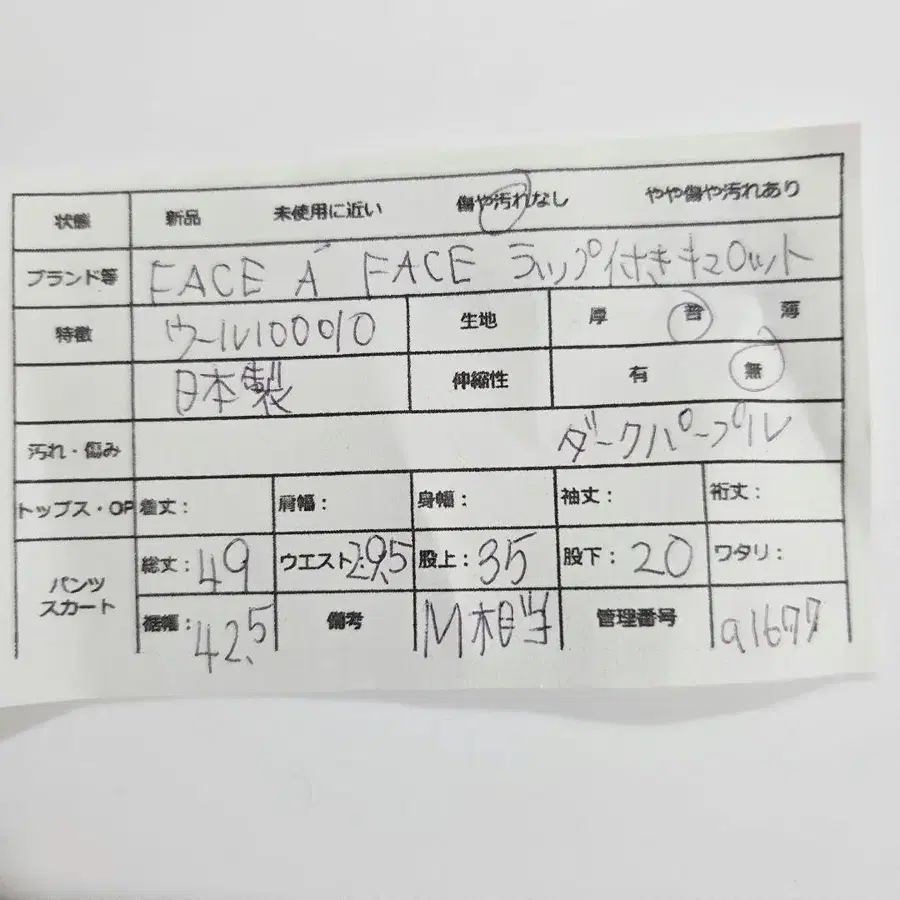 状態 新品 未使用に近い 傷や汚れなし やや傷や汚れあり
ブランド等 FACE Á FACE ラップ付きキュロット
特徴 ウール100% 生地 厚 普 薄
日本製 伸縮性 有 無
汚れ・傷み ダークパープル
トップス・OP 着丈: 肩幅: 身幅: 袖丈: 裄丈:
パンツ スカート 総丈: 49 ウエスト: 29.5 股上: 35 股下: 20 ワタリ:
裾幅: 42.5 備考 M相当 管理番号 a1677